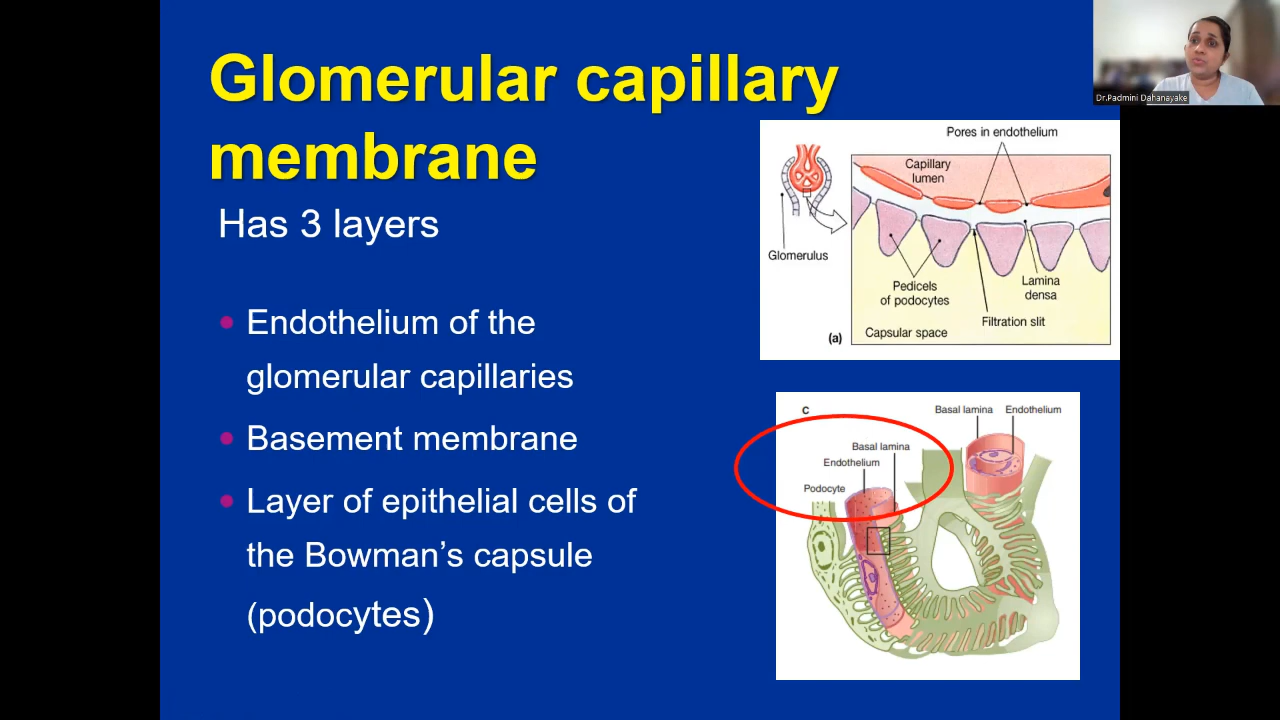 Glomerular capillary
membrane
Has 3 layers
• Endothelium of the
glomerular capillaries
• Basement membrane
• Layer of epithelial cells of
the Bowman’s capsule
(podocytes)
Dr.Padmini Dahanayake
Pores in endothelium
Capillary
lumen
Glomerulus
Pedicels
of podocytes
Lamina
densa
Filtration slit
Capsular space
(a)
C
Basal lamina Endothelium
Basal lamina
Endothelium
Podocyte